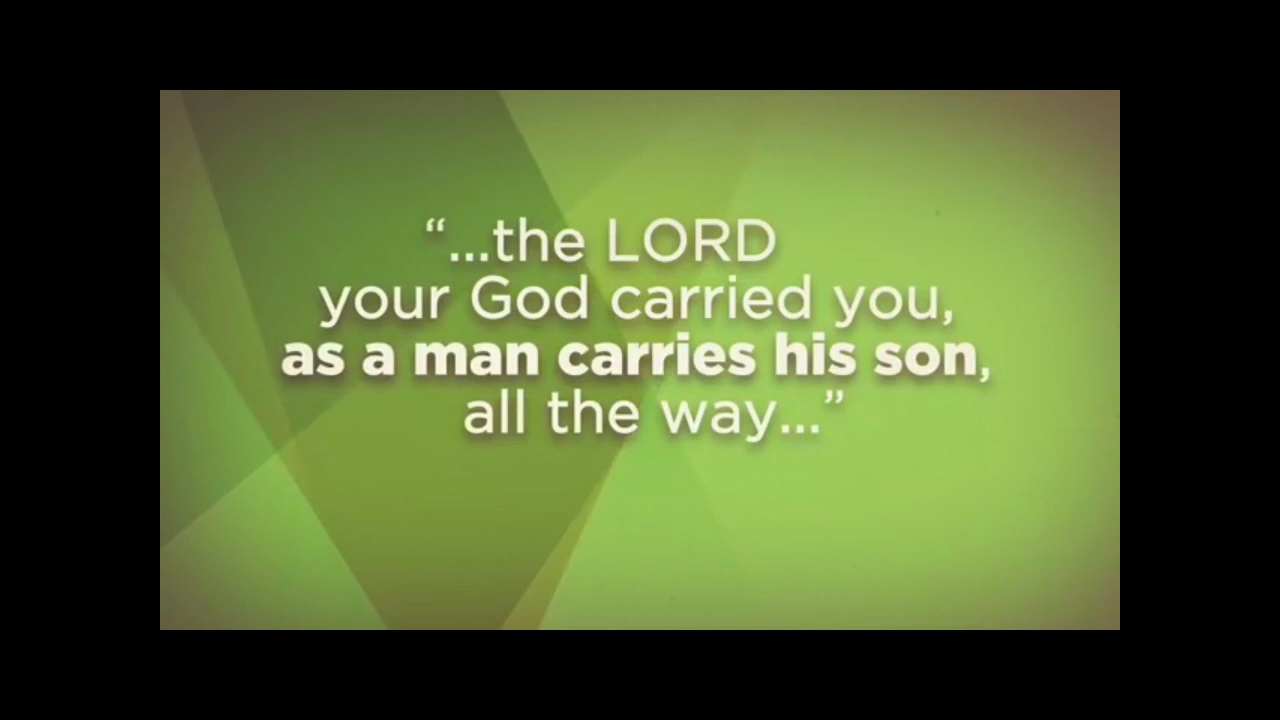 “...the LORD
your God carried you,
as a man carries his son,
all the way...”